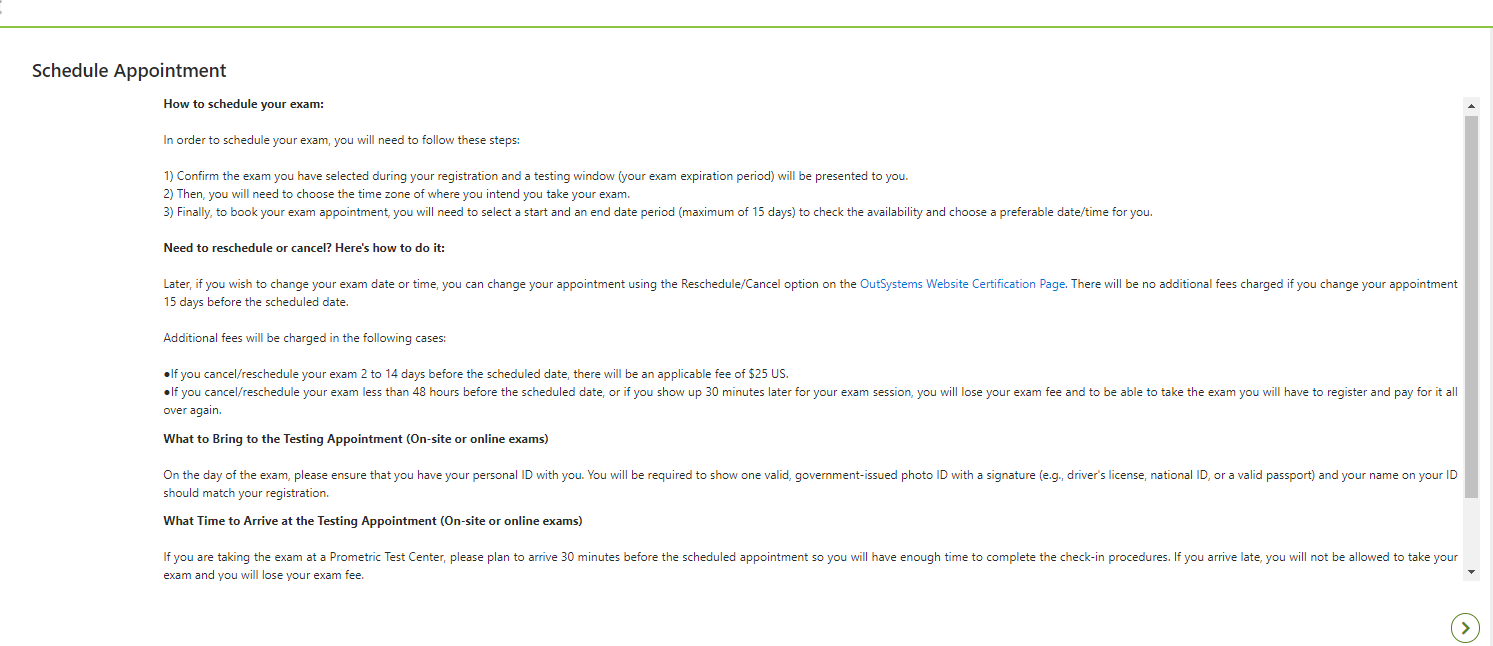 Schedule Appointment
How to schedule your exam:
In order to schedule your exam, you will need to follow these steps:
1) Confirm the exam you have selected during your registration and a testing window (your exam expiration period) will be presented to you.
2) Then, you will need to choose the time zone of where you intend you take your exam.
3) Finally, to book your exam appointment, you will need to select a start and an end date period (maximum of 15 days) to check the availability and choose a preferable date/time for you.
Need to reschedule or cancel? Here's how to do it:
Later, if you wish to change your exam date or time, you can change your appointment using the Reschedule/Cancel option on the OutSystems Website Certification Page. There will be no additional fees charged if you change your appointment
15 days before the scheduled date.
Additional fees will be charged in the following cases:
●If you cancel/reschedule your exam 2 to 14 days before the scheduled date, there will be an applicable fee of $25 US.
●If you cancel/reschedule your exam less than 48 hours before the scheduled date, or if you show up 30 minutes later for your exam session, you will lose your exam fee and to be able to take the exam you will have to register and pay for it all
over again.
What to Bring to the Testing Appointment (On-site or online exams)
On the day of the exam, please ensure that you have your personal ID with you. You will be required to show one valid, government-issued photo ID with a signature (e.g., driver's license, national ID, or a valid passport) and your name on your ID
should match your registration.
What Time to Arrive at the Testing Appointment (On-site or online exams)
If you are taking the exam at a Prometric Test Center, please plan to arrive 30 minutes before the scheduled appointment so you will have enough time to complete the check-in procedures. If you arrive late, you will not be allowed to take your
exam and you will lose your exam fee.